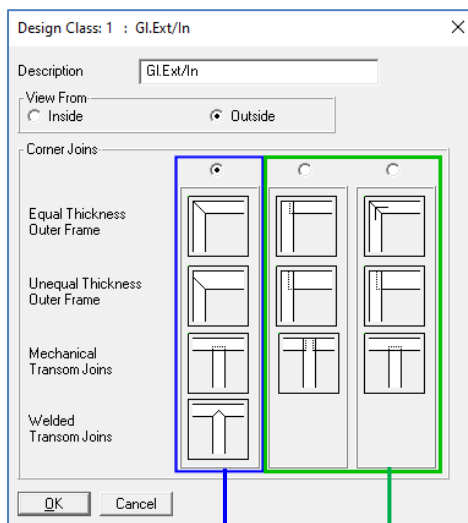 Design Class: 1 : Gl.Ext/In
Description Gl.Ext/In
View From
Inside Outside
Corner Joins
Equal Thickness
Outer Frame
Unequal Thickness
Outer Frame
Mechanical
Transom Joins
Welded
Transom Joins
OK Cancel